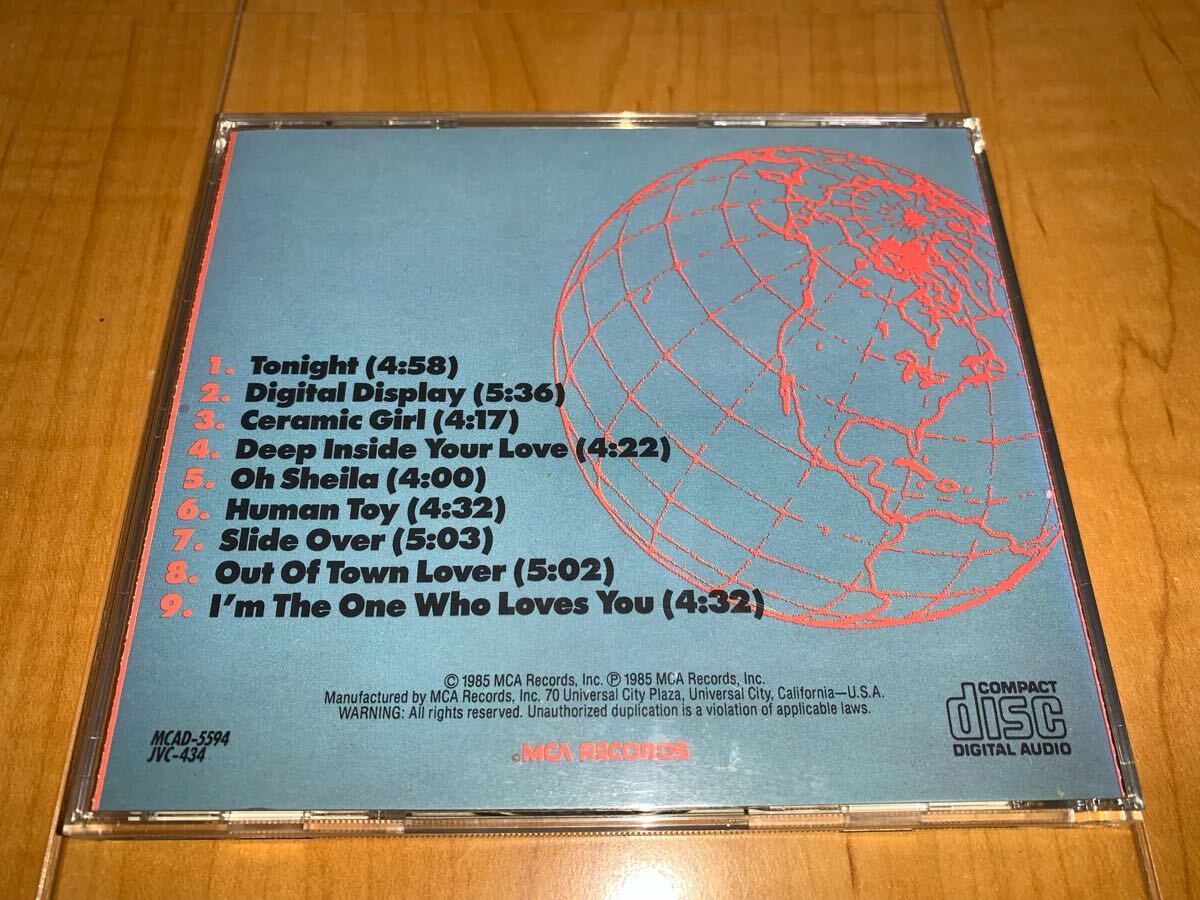 1. Tonight (4:58)
2. Digital Display (5:36)
3. Ceramic Girl (4:17)
4. Deep Inside Your Love (4:22)
5. Oh Sheila (4:00)
6. Human Toy (4:32)
7. Slide Over (5:03)
8. Out Of Town Lover (5:02)
9. I'm The One Who Loves You (4:32)
© 1985 MCA Records, Inc. ℗ 1985 MCA Records, Inc.
Manufactured by MCA Records, Inc. 70 Universal City Plaza, Universal City, California—U.S.A.
WARNING: All rights reserved. Unauthorized duplication is a violation of applicable laws.
MCAD-5594
JVC-434
©MCA RECORDS
COMPACT
disc
DIGITAL AUDIO